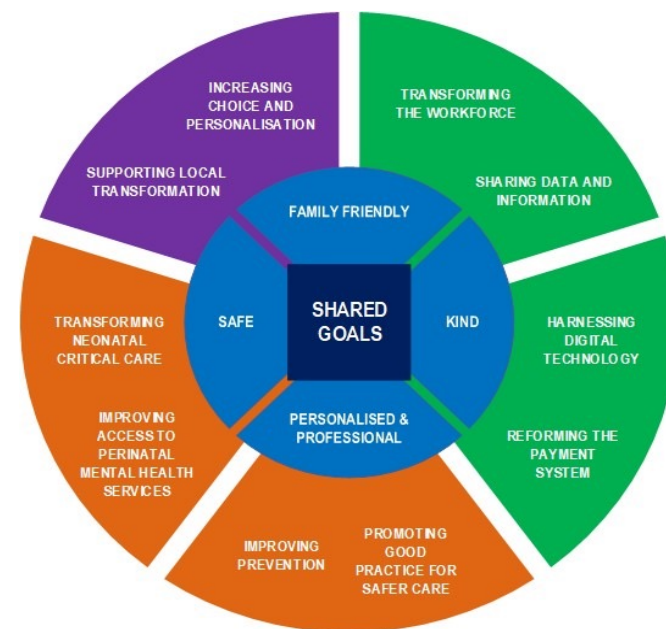 INCREASING
CHOICE AND
PERSONALISATION
SUPPORTING LOCAL
TRANSFORMATION
TRANSFORMING
THE WORKFORCE
SHARING DATA AND
INFORMATION
FAMILY FRIENDLY
SAFE
SHARED
GOALS
KIND
PERSONALISED &
PROFESSIONAL
TRANSFORMING
NEONATAL
CRITICAL CARE
IMPROVING
ACCESS TO
PERINATAL
MENTAL HEALTH
SERVICES
HARNESSING
DIGITAL
TECHNOLOGY
REFORMING THE
PAYMENT
SYSTEM
IMPROVING
PREVENTION
PROMOTING
GOOD
PRACTICE FOR
SAFER CARE